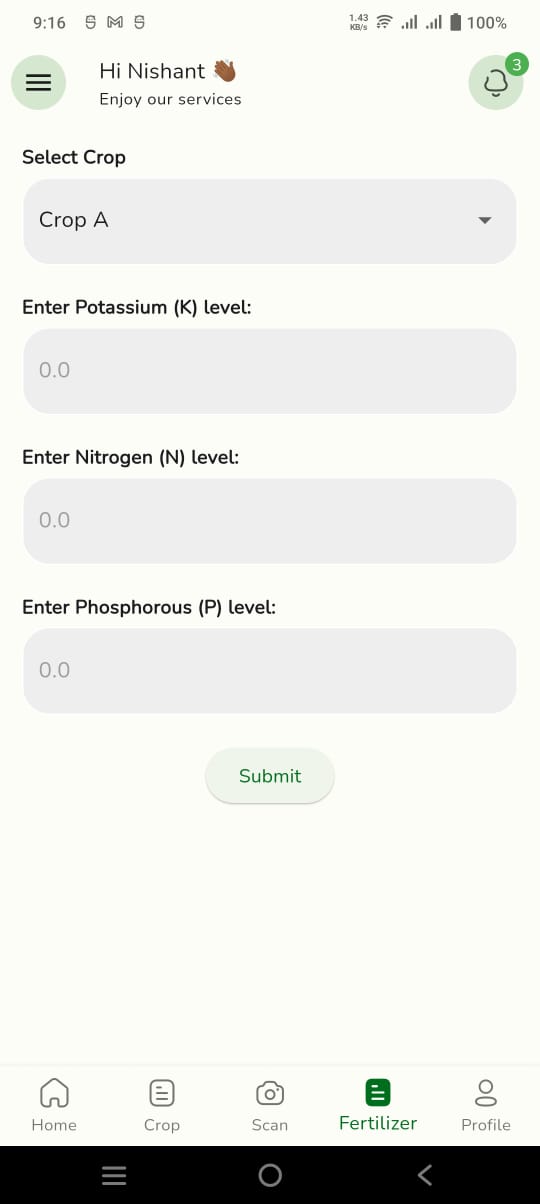 9:16 1.43 KB/s 100%
Hi Nishant 👋🏾
3
Enjoy our services
Select Crop
Crop A
Enter Potassium (K) level:
0.0
Enter Nitrogen (N) level:
0.0
Enter Phosphorous (P) level:
0.0
Submit
Home Crop Scan Fertilizer Profile